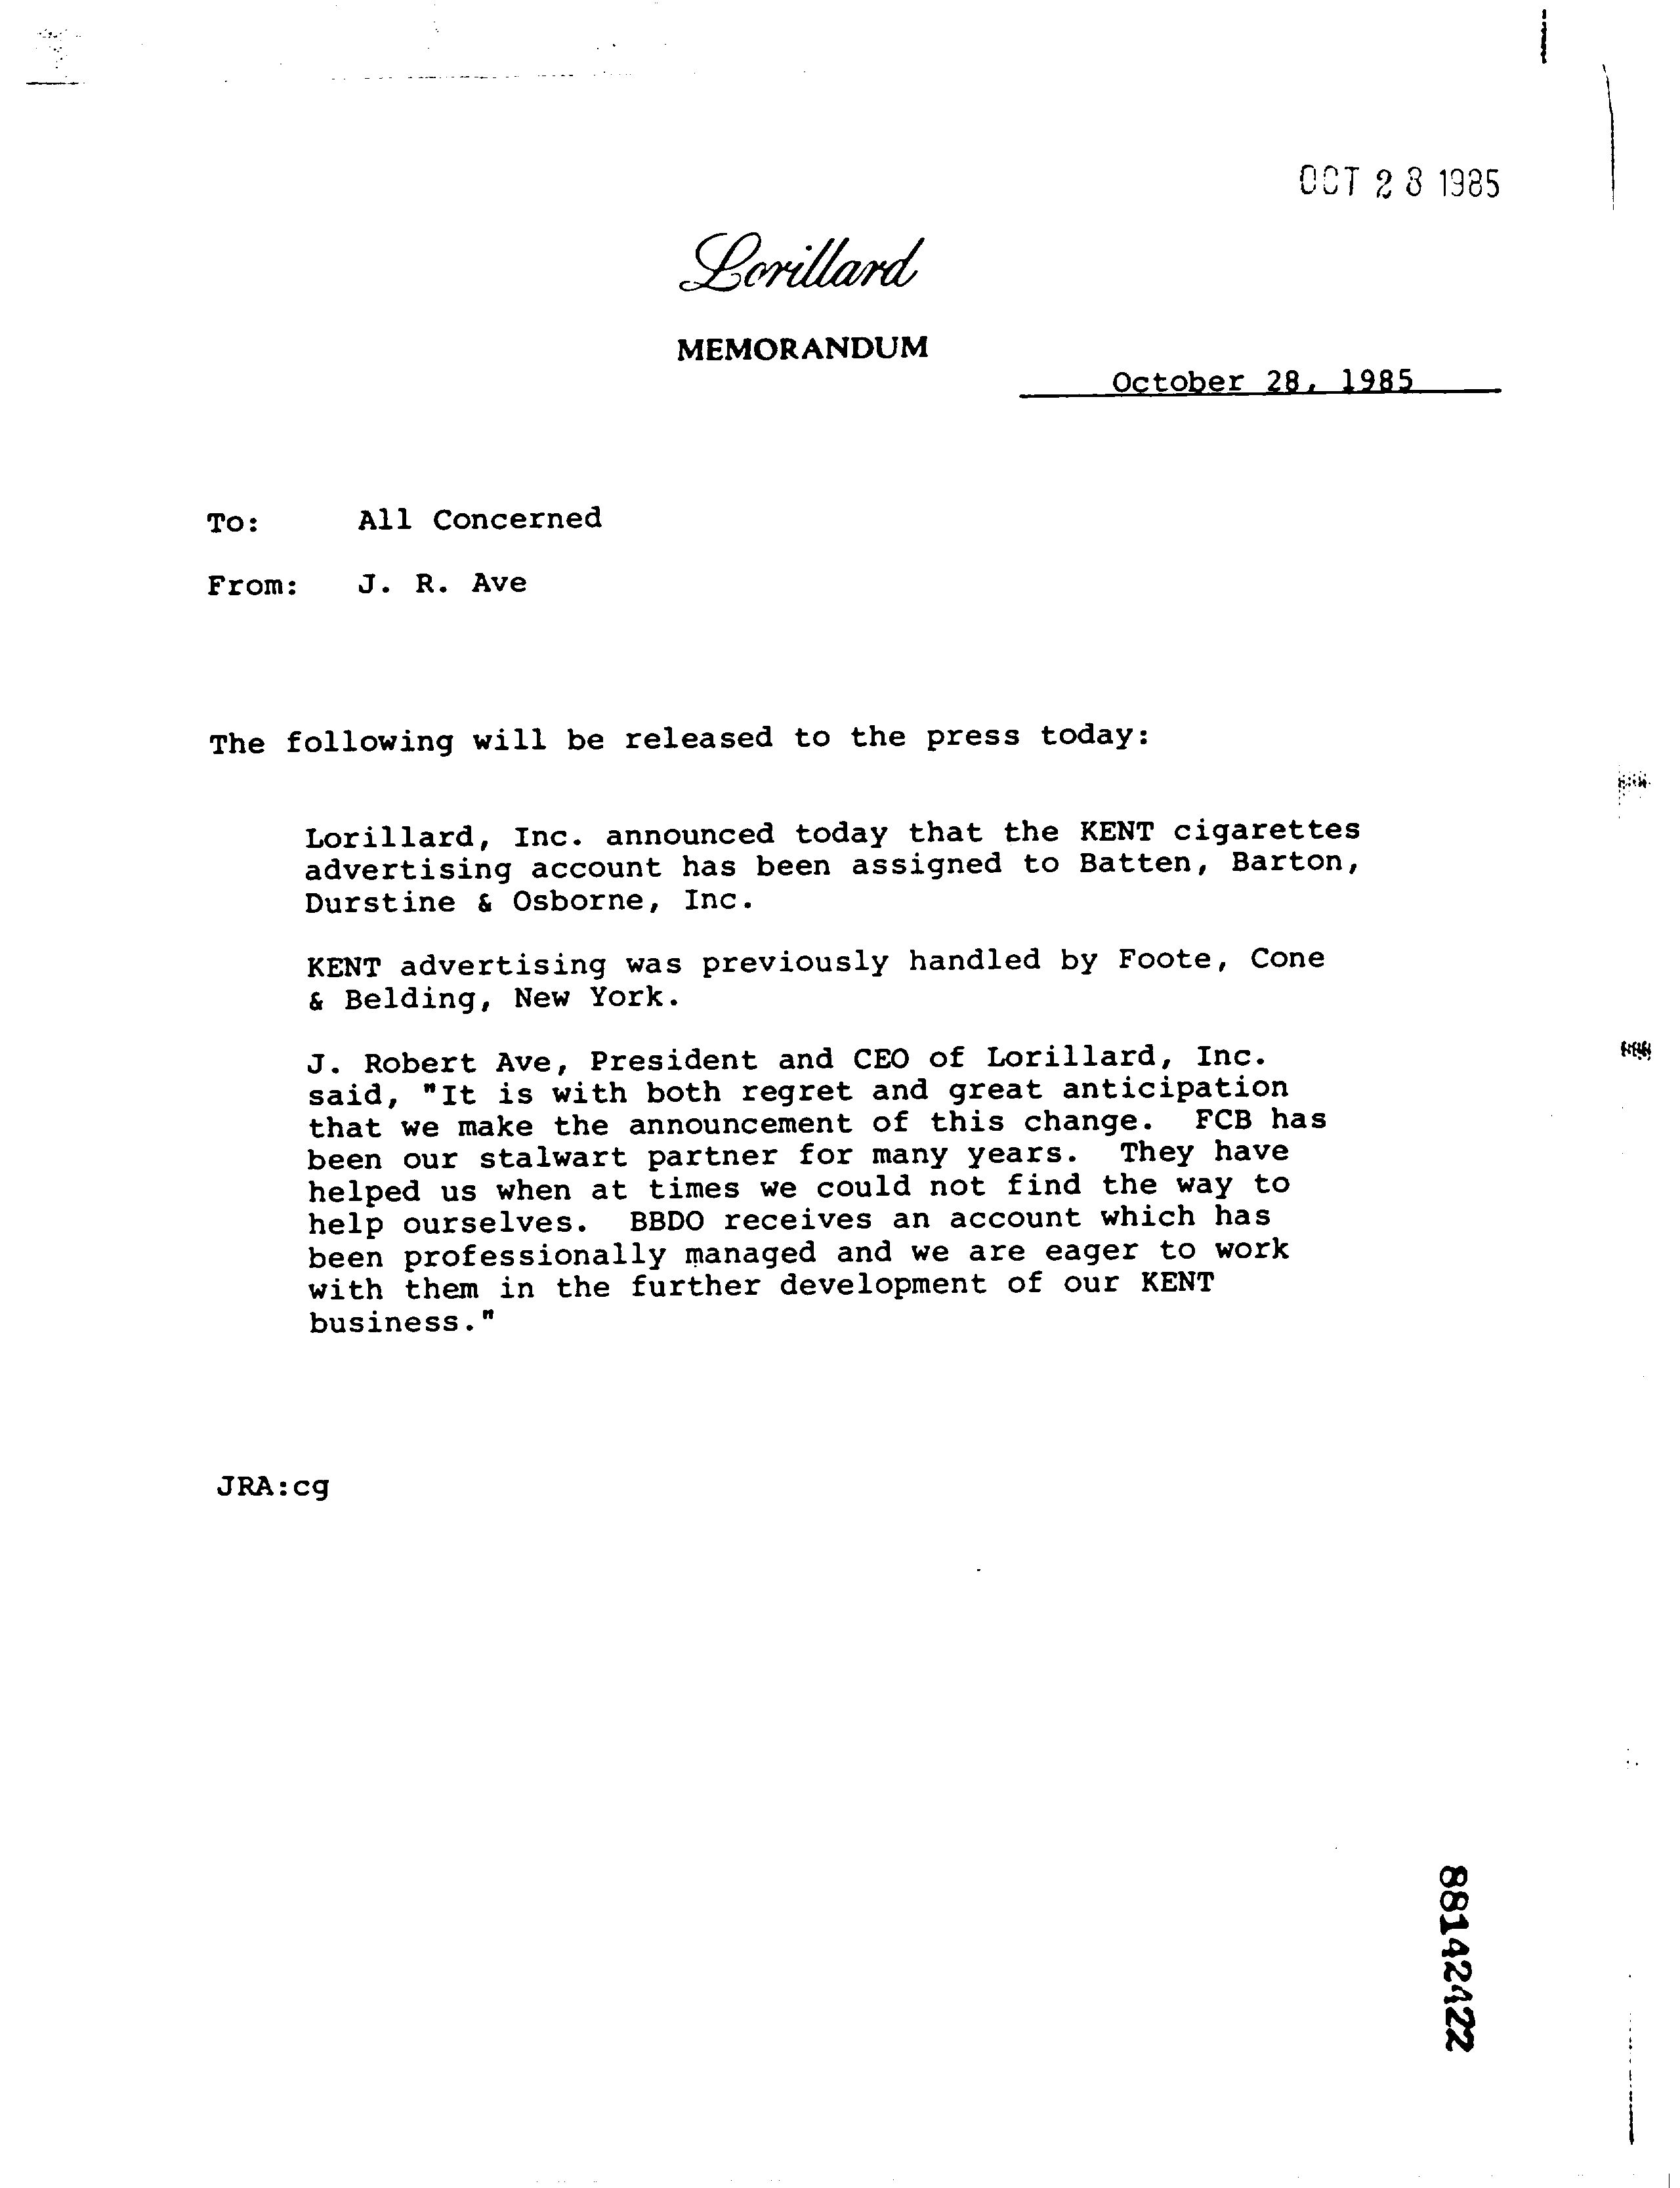 OCT 28 1985
Lorillard
MEMORANDUM
October 28, 1985
To: All Concerned
From: J. R. Ave
The following will be released to the press today:
Lorillard, Inc. announced today that the KENT cigarettes
advertising account has been assigned to Batten, Barton,
Durstine & Osborne, Inc.
KENT advertising was previously handled by Foote, Cone
& Belding, New York.
J. Robert Ave, President and CEO of Lorillard, Inc.
said, "It is with both regret and great anticipation
that we make the announcement of this change. FCB has
been our stalwart partner for many years. They have
helped us when at times we could not find the way to
help ourselves. BBDO receives an account which has
been professionally managed and we are eager to work
with them in the further development of our KENT
business."
JRA:cg
88142422